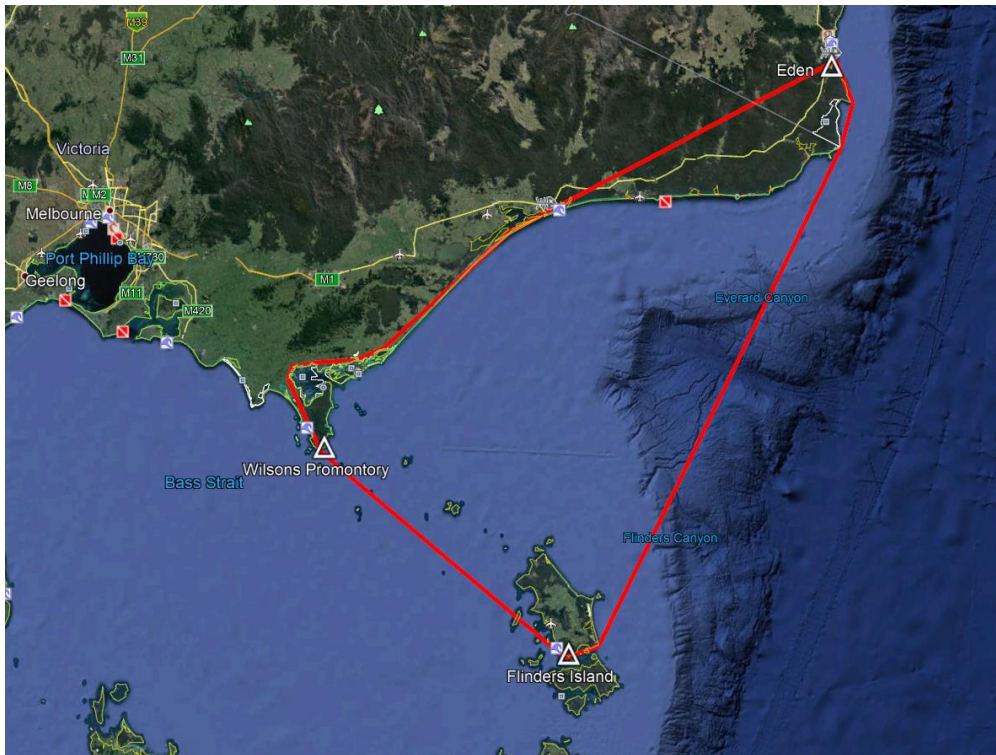 M39
M31
Eden
Victoria
M8
M2
Melbourne
Port Phillip Bay
M1
Geelong
M11
M420
Everard Canyon
Wilsons Promontory
Bass Strait
Flinders Canyon
Flinders Island